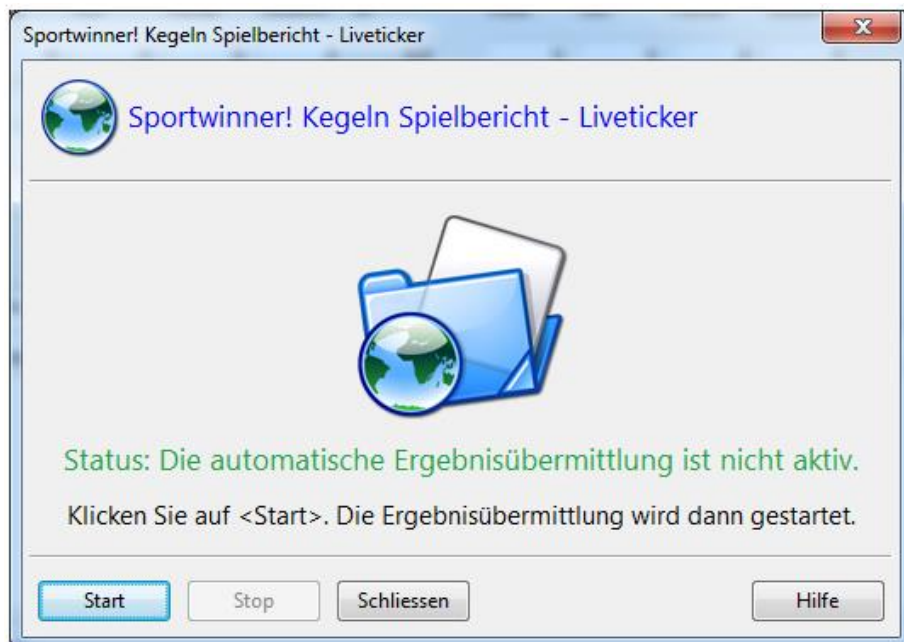 Sportwinner! Kegeln Spielbericht - Liveticker
Sportwinner! Kegeln Spielbericht - Liveticker
Status: Die automatische Ergebnisübermittlung ist nicht aktiv.
Klicken Sie auf <Start>. Die Ergebnisübermittlung wird dann gestartet.
Start Stop Schliessen Hilfe